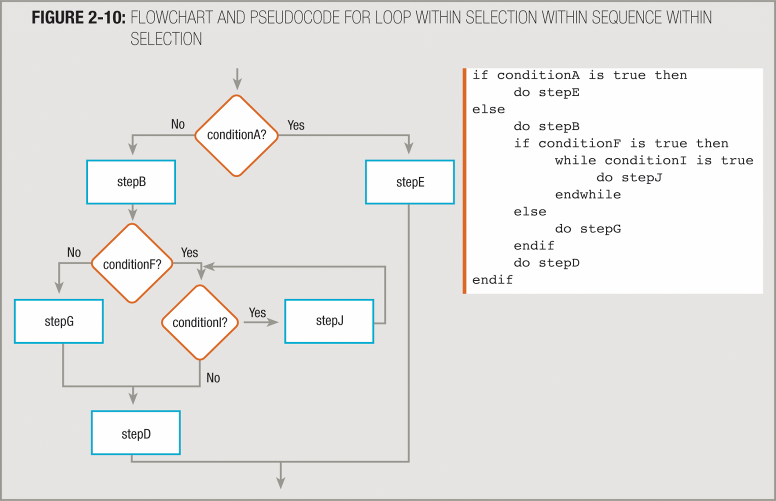 FIGURE 2-10: FLOWCHART AND PSEUDOCODE FOR LOOP WITHIN SELECTION WITHIN SEQUENCE WITHIN
SELECTION
No
conditionA?
Yes
stepB
stepE
No
conditionF?
Yes
stepG
conditionI?
Yes
stepJ
No
stepD
if conditionA is true then
do stepE
else
do stepB
if conditionF is true then
while conditionI is true
do stepJ
endwhile
else
do stepG
endif
do stepD
endif